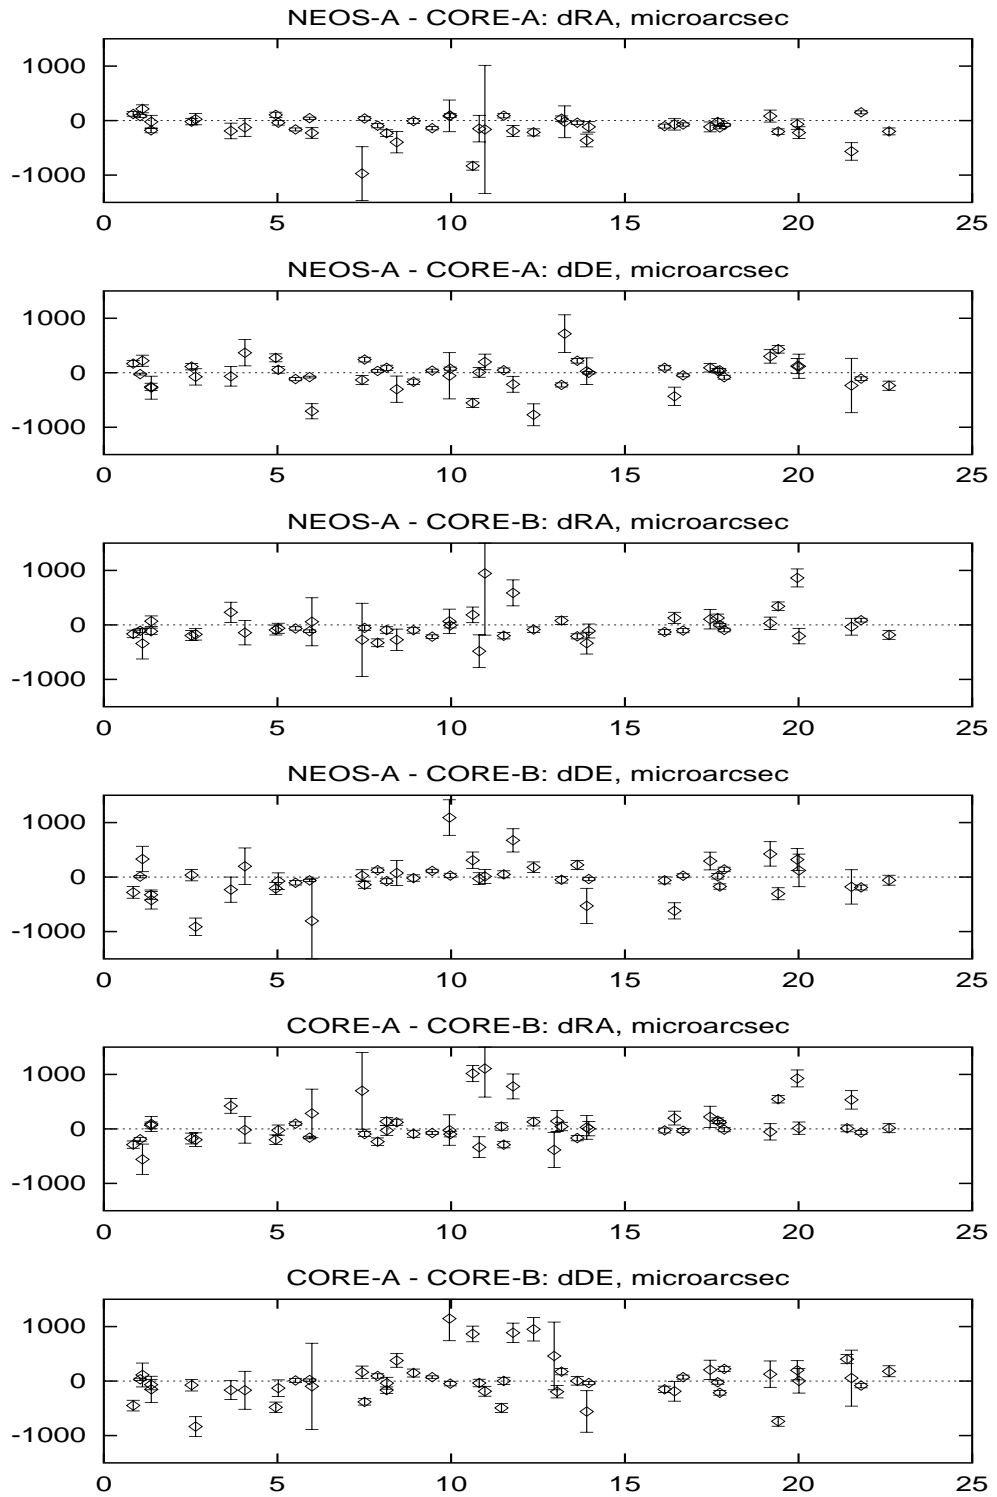 NEOS-A - CORE-A: dRA, microarcsec
1000
0
-1000
0 5 10 15 20 25
NEOS-A - CORE-A: dDE, microarcsec
1000
0
-1000
0 5 10 15 20 25
NEOS-A - CORE-B: dRA, microarcsec
1000
0
-1000
0 5 10 15 20 25
NEOS-A - CORE-B: dDE, microarcsec
1000
0
-1000
0 5 10 15 20 25
CORE-A - CORE-B: dRA, microarcsec
1000
0
-1000
0 5 10 15 20 25
CORE-A - CORE-B: dDE, microarcsec
1000
0
-1000
0 5 10 15 20 25